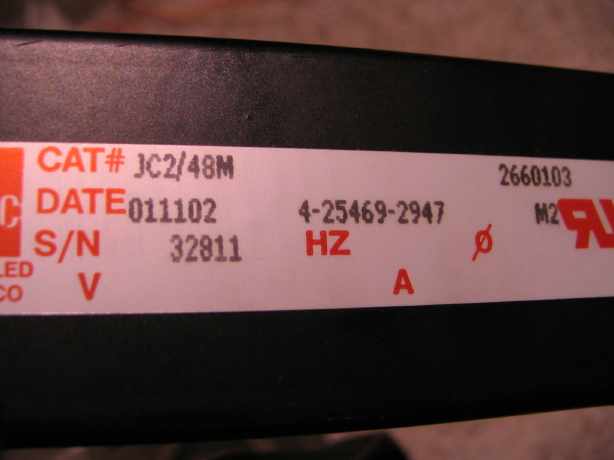 CAT# JC2/48M 2660103
DATE 011102 4-25469-2947 M2
S/N 32811 HZ Ø
V A
C
LED
CO